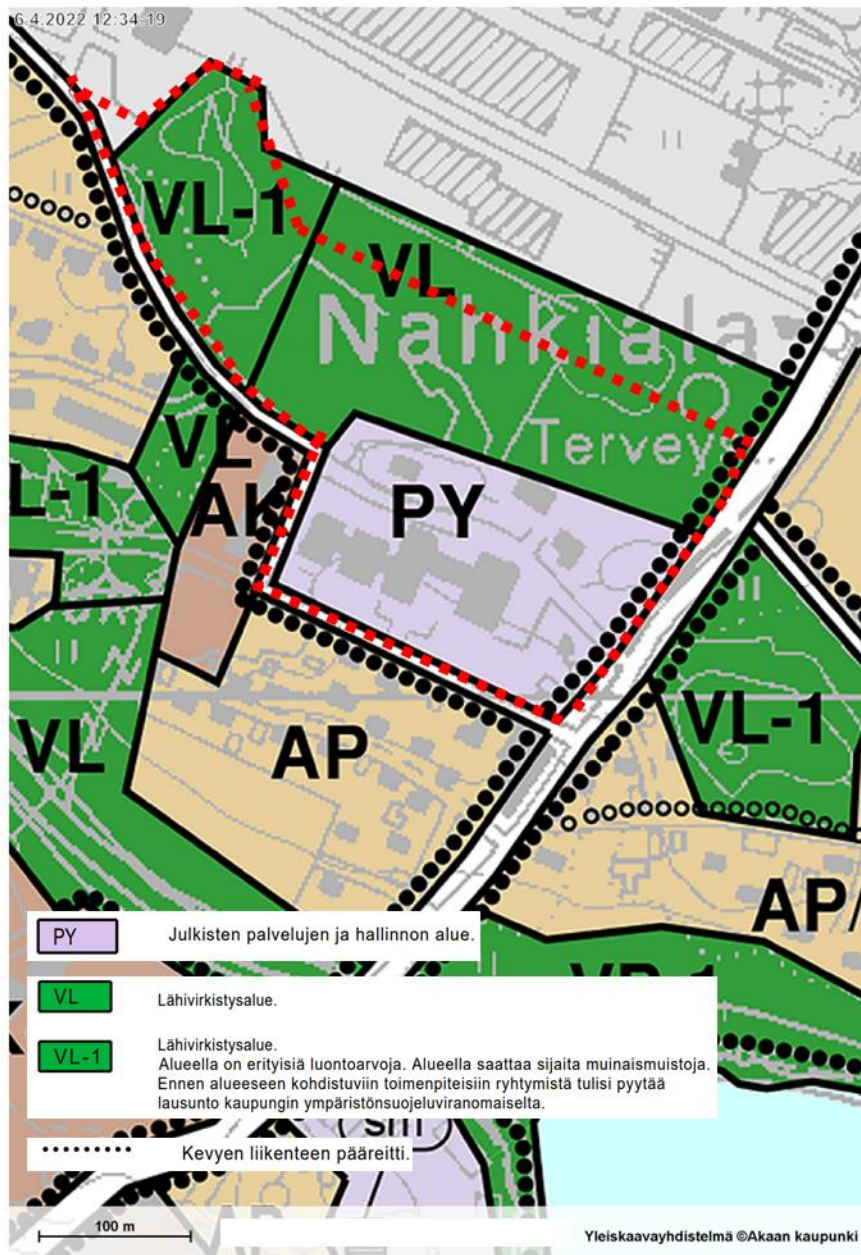 6.4.2022 12:34:19
VL-1
VL
Nahkiala
Tervey
VL
AK
L-1
PY
VL
AP
VL-1
AP/
PY Julkisten palvelujen ja hallinnon alue.
VL Lähivirkistysalue.
VL-1 Lähivirkistysalue.
Alueella on erityisiä luontoarvoja. Alueella saattaa sijaita muinaismuistoja.
Ennen alueeseen kohdistuviin toimenpiteisiin ryhtymistä tulisi pyytää
lausunto kaupungin ympäristönsuojeluviranomaiselta.
sm
Kevyen liikenteen pääreitti.
100 m
Yleiskaavayhdistelmä ©Akaan kaupunki